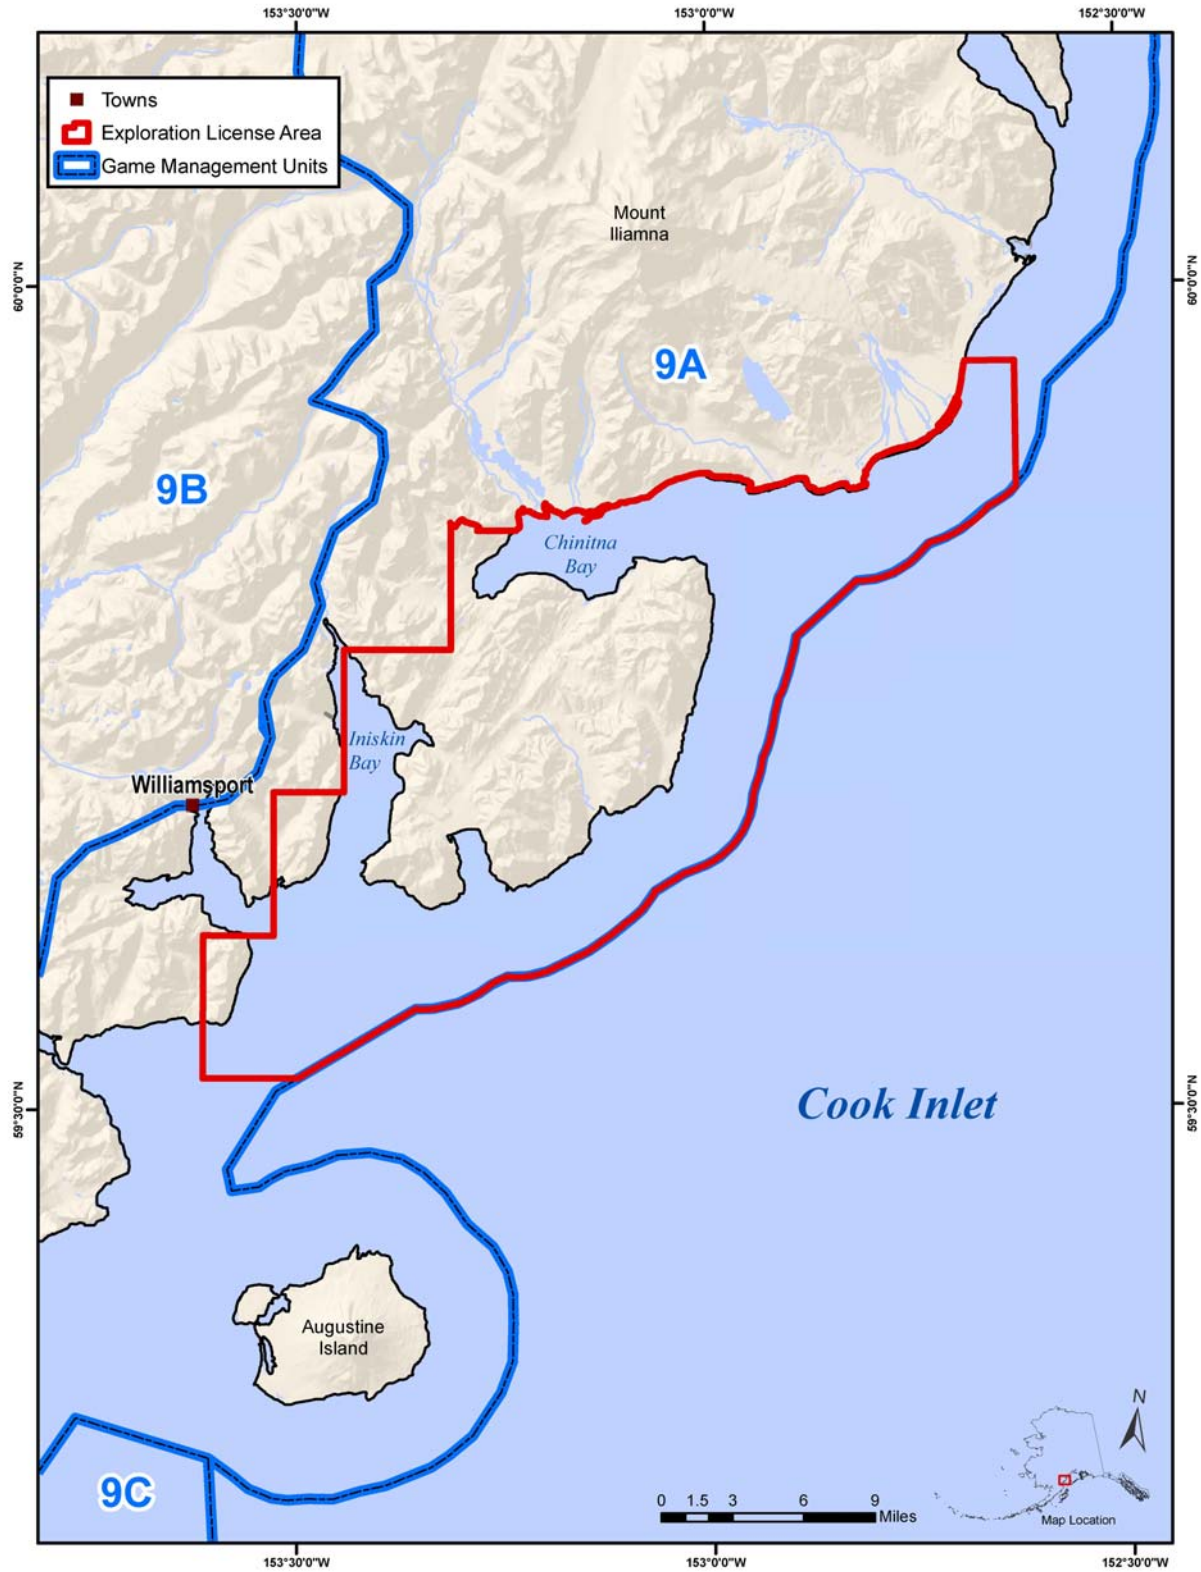 153°30'0"W
153°0'0"W
152°30'0"W
Towns
Exploration License Area
Game Management Units
Mount
Iliamna
60°0'0"N
60°0'0"N
9A
9B
Chinitna
Bay
Iniskin
Bay
Williamsport
Cook Inlet
59°30'0"N
59°30'0"N
Augustine
Island
9C
N
0 1.5 3 6 9
Miles
Map Location
153°30'0"W
153°0'0"W
152°30'0"W